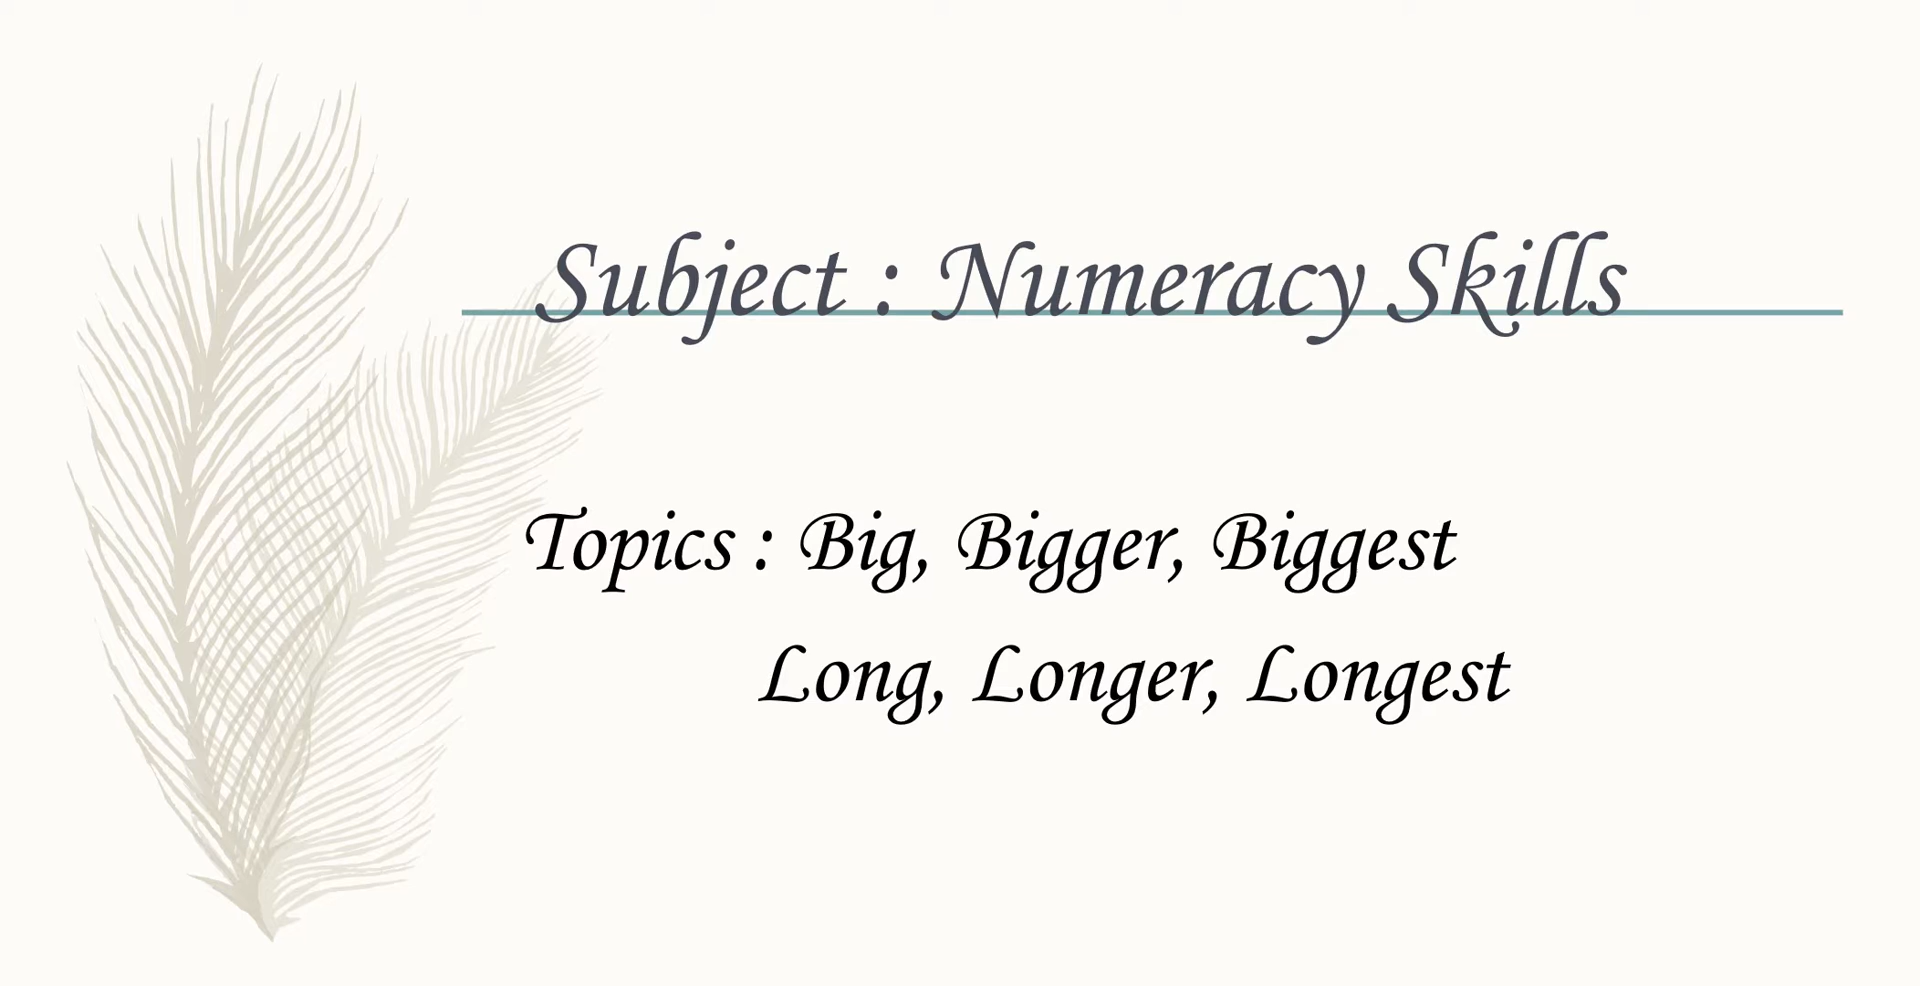 Subject : Numeracy Skills
Topics : Big, Bigger, Biggest
Long, Longer, Longest